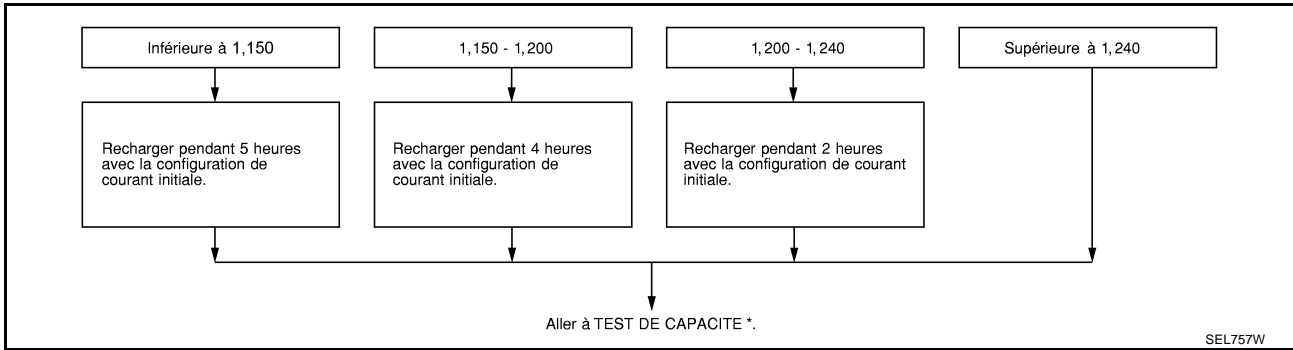 Inférieure à 1,150
1,150 - 1,200
1,200 - 1,240
Supérieure à 1,240
Recharger pendant 5 heures
avec la configuration de
courant initiale.
Recharger pendant 4 heures
avec la configuration de
courant initiale.
Recharger pendant 2 heures
avec la configuration de courant
initiale.
Aller à TEST DE CAPACITE *.
SEL757W